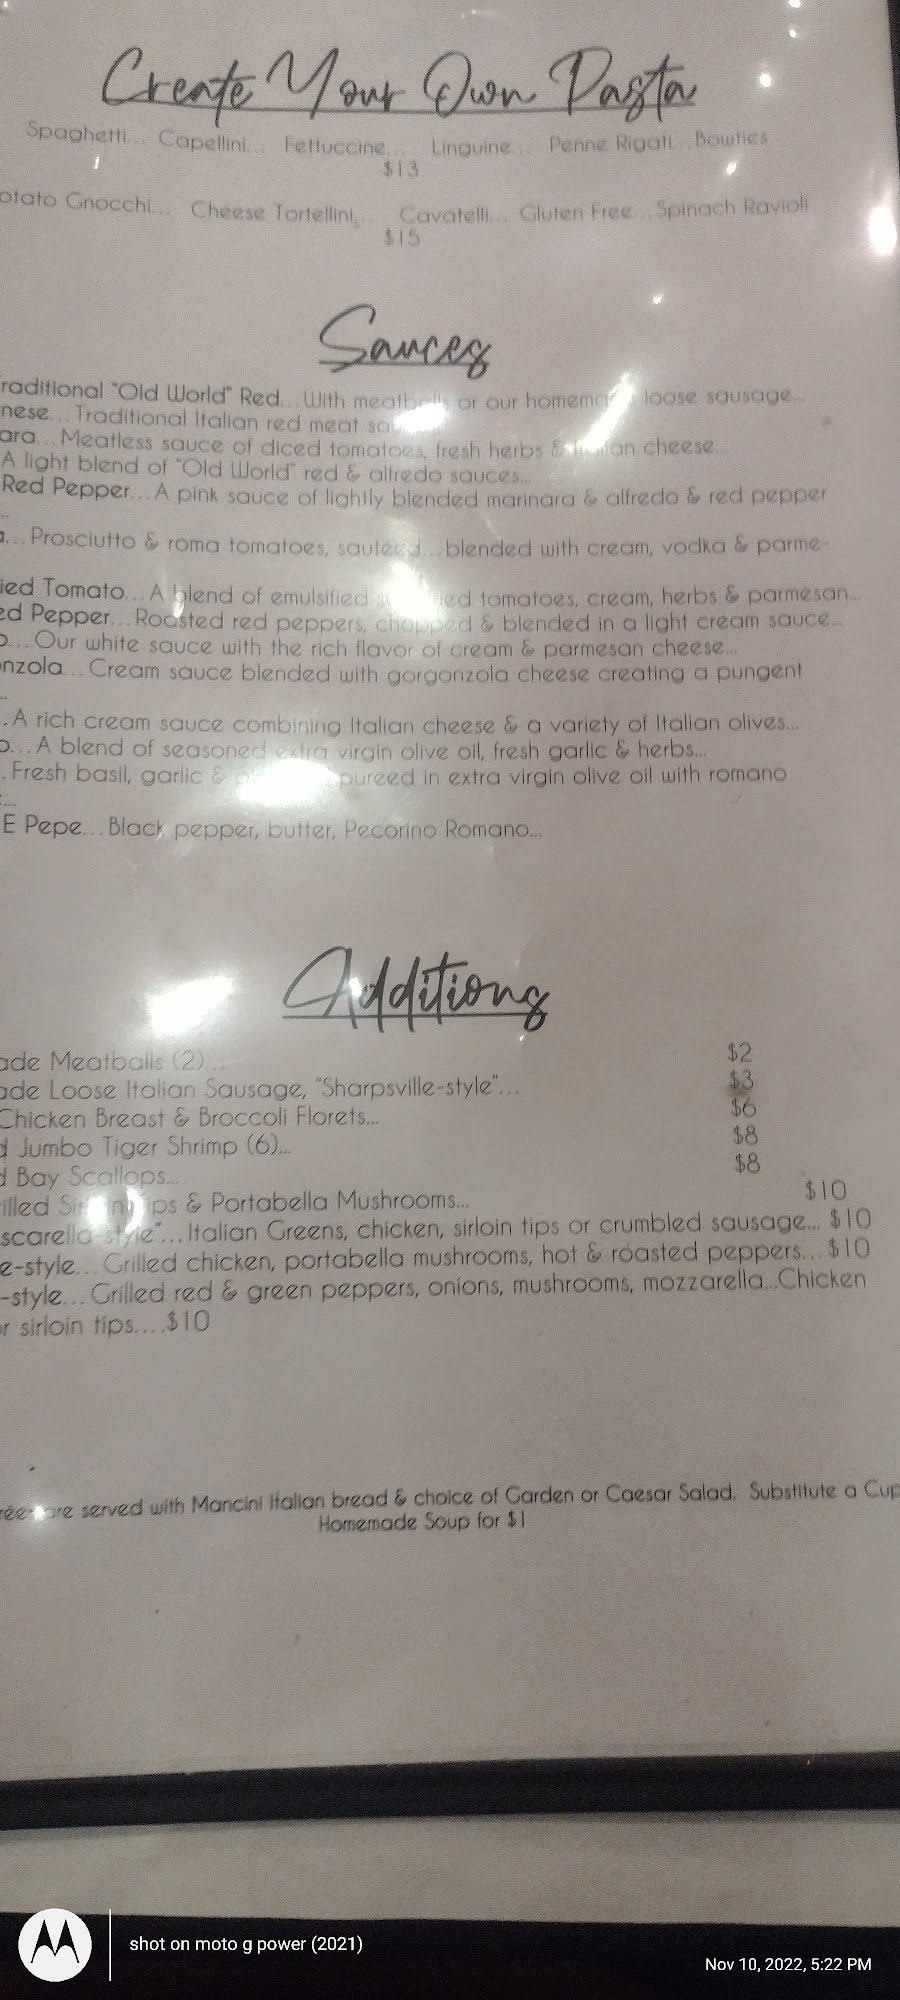 Create Your Own Pasta
Spaghetti... Capellini... Fettuccine... Linguine... Penne Rigati... Bowties
$13
otato Gnocchi... Cheese Tortellini... Cavatelli... Gluten Free... Spinach Ravioli
$15
Sauces
raditional "Old World" Red... With meatballs or our homemade loose sausage...
nese... Traditional Italian red meat
ara... Meatless sauce of diced tomatoes, fresh herbs & Italian cheese...
A light blend of "Old World" red & alfredo sauces...
Red Pepper... A pink sauce of lightly blended marinara & alfredo & red pepper
...
a... Prosciutto & roma tomatoes, sauteed... blended with cream, vodka & parme-
ied Tomato... A blend of emulsified tomatoes, cream, herbs & parmesan...
ed Pepper... Roasted red peppers, chopped & blended in a light cream sauce...
o... Our white sauce with the rich flavor of cream & parmesan cheese...
onzola... Cream sauce blended with gorgonzola cheese creating a pungent
...
. A rich cream sauce combining Italian cheese & a variety of Italian olives...
o... A blend of seasoned extra virgin olive oil, fresh garlic & herbs...
. Fresh basil, garlic & pureed in extra virgin olive oil with romano
...
E Pepe... Black pepper, butter, Pecorino Romano...
Additions
ade Meatballs (2)... $2
ade Loose Italian Sausage, "Sharpsville-style"... $3
Chicken Breast & Broccoli Florets... $6
d Jumbo Tiger Shrimp (6)... $8
d Bay Scallops... $8
illed Sirloin Tips & Portabella Mushrooms... $10
scarella-style"... Italian Greens, chicken, sirloin tips or crumbled sausage... $10
e-style... Grilled chicken, portabella mushrooms, hot & roasted peppers... $10
-style... Grilled red & green peppers, onions, mushrooms, mozzarella...Chicken
or sirloin tips....$10
are served with Mancini Italian bread & choice of Garden or Caesar Salad. Substitute a Cup
Homemade Soup for $1
shot on moto g power (2021)
Nov 10, 2022, 5:22 PM